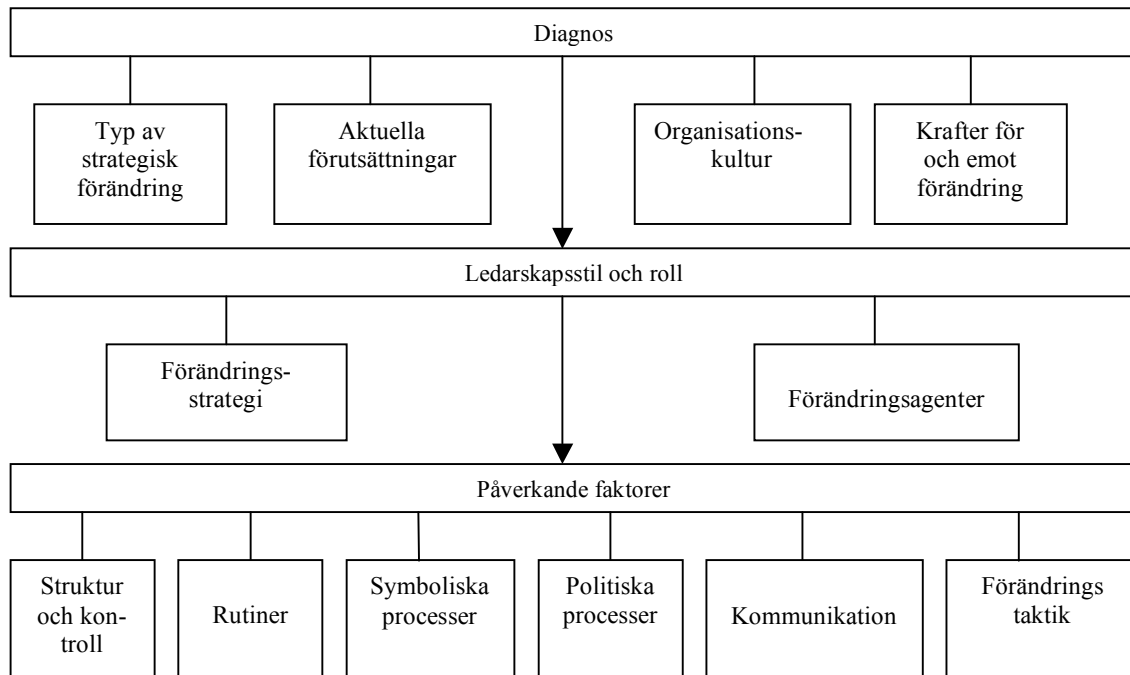 Diagnos
Typ av
strategisk
förändring
Aktuella
förutsättningar
Organisations-
kultur
Krafter för
och emot
förändring
Ledarskapsstil och roll
Förändrings-
strategi
Förändringsagenter
Påverkande faktorer
Struktur
och kon-
troll
Rutiner
Symboliska
processer
Politiska
processer
Kommunikation
Förändrings
taktik